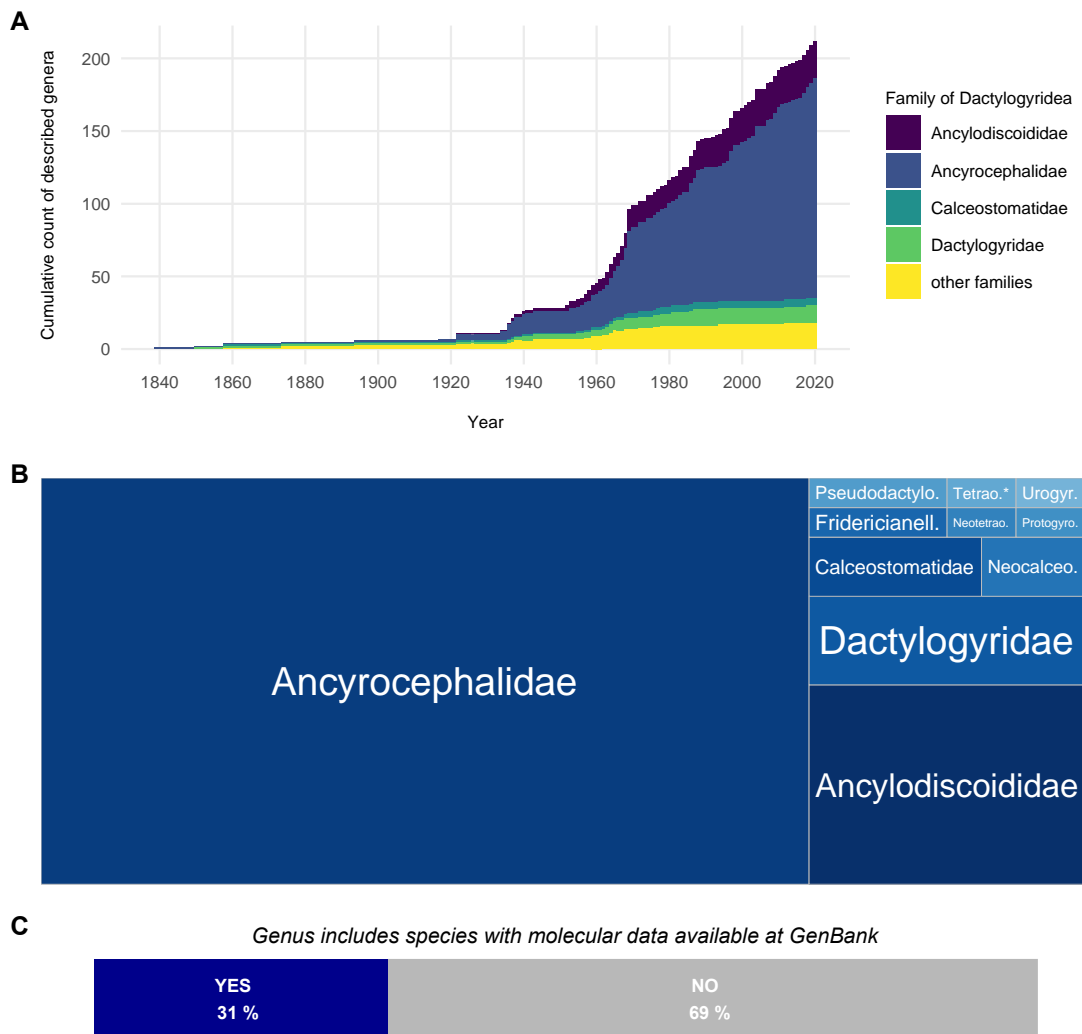 A
Cumulative count of described genera
200
150
100
50
0
1840 1860 1880 1900 1920 1940 1960 1980 2000 2020
Year
Family of Dactylogyridea
Ancylodiscoididae
Ancyrocephalidae
Calceostomatidae
Dactylogyridae
other families
B
Ancyrocephalidae
Pseudodactylo. Tetrao.* Urogyr.
Fridericianell. Neotetrao. Protogyro.
Calceostomatidae Neocalceo.
Dactylogyridae
Ancylodiscoididae
C
Genus includes species with molecular data available at GenBank
YES NO
31 % 69 %